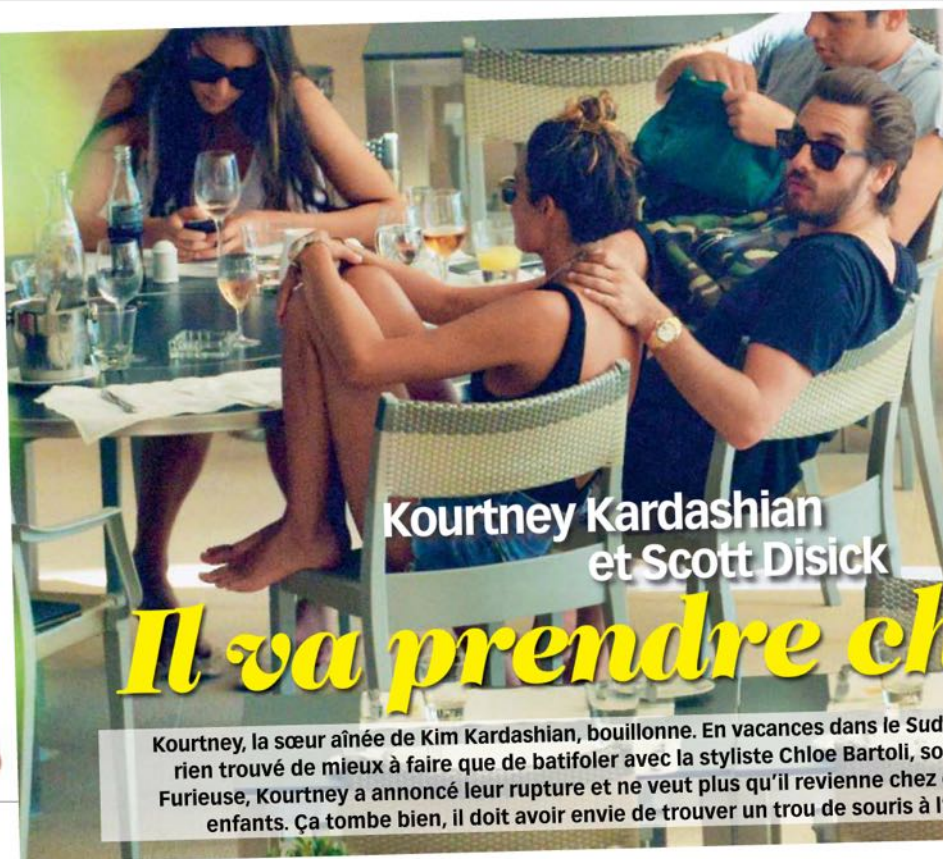 Kourtney Kardashian
et Scott Disick
Il va prendre ch
Kourtney, la sœur aînée de Kim Kardashian, bouillonne. En vacances dans le Sud
rien trouvé de mieux à faire que de batifoler avec la styliste Chloe Bartoli, so
Furieuse, Kourtney a annoncé leur rupture et ne veut plus qu'il revienne chez
enfants. Ça tombe bien, il doit avoir envie de trouver un trou de souris à l'